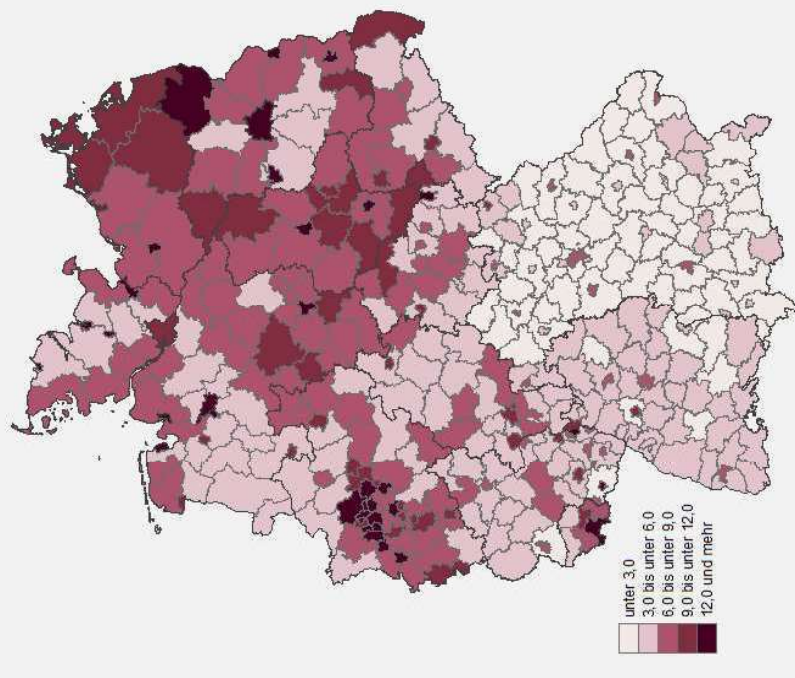 unter 3,0
3,0 bis unter 6,0
6,0 bis unter 9,0
9,0 bis unter 12,0
12,0 und mehr